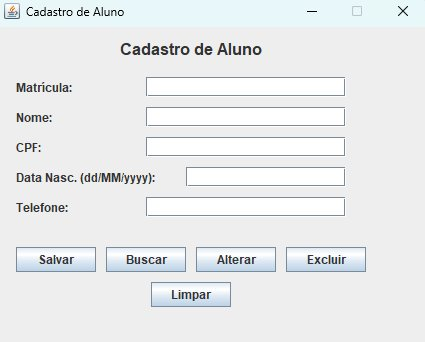 Cadastro de Aluno
Cadastro de Aluno
Matrícula:
Nome:
CPF:
Data Nasc. (dd/MM/yyyy):
Telefone:
Salvar Buscar Alterar Excluir
Limpar